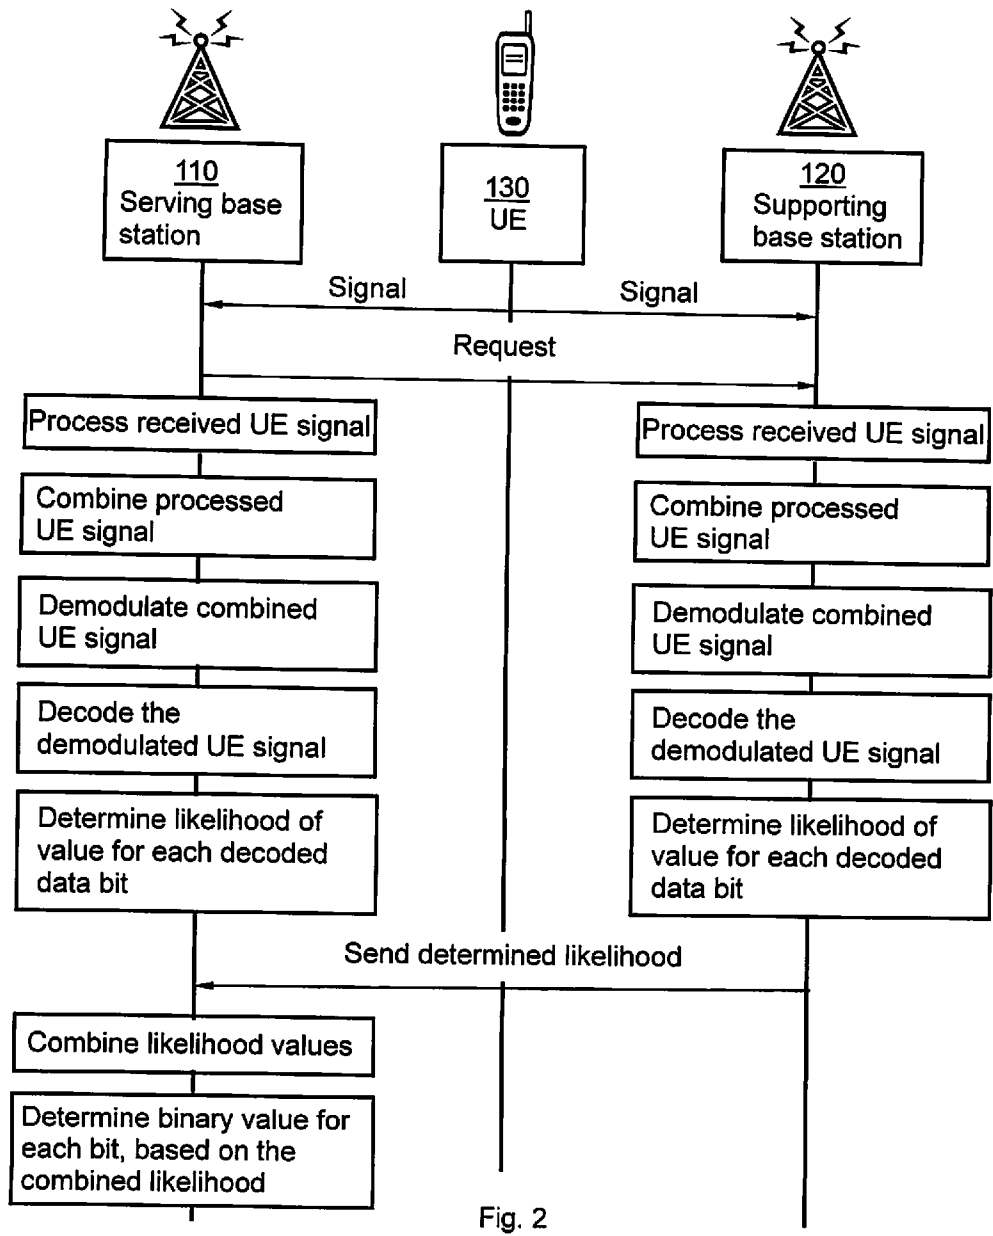 110
Serving base
station
130
UE
120
Supporting
base station
Signal
Signal
Request
Process received UE signal
Process received UE signal
Combine processed
UE signal
Combine processed
UE signal
Demodulate combined
UE signal
Demodulate combined
UE signal
Decode the
demodulated UE signal
Decode the
demodulated UE signal
Determine likelihood of
value for each decoded
data bit
Determine likelihood of
value for each decoded
data bit
Send determined likelihood
Combine likelihood values
Determine binary value for
each bit, based on the
combined likelihood
Fig. 2